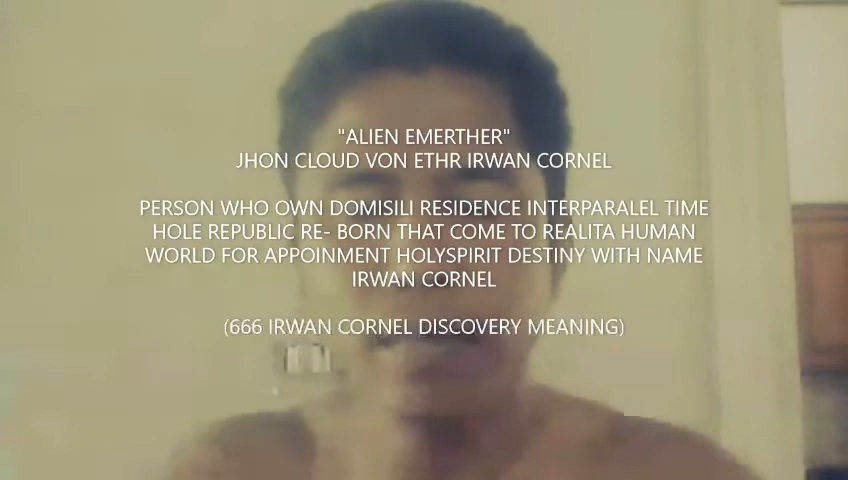 "ALIEN EMERTHER"
JHON CLOUD VON ETHR IRWAN CORNEL
PERSON WHO OWN DOMISILI RESIDENCE INTERPARALEL TIME
HOLE REPUBLIC RE- BORN THAT COME TO REALITA HUMAN
WORLD FOR APPOINMENT HOLYSPIRIT DESTINY WITH NAME
IRWAN CORNEL
(666 IRWAN CORNEL DISCOVERY MEANING)